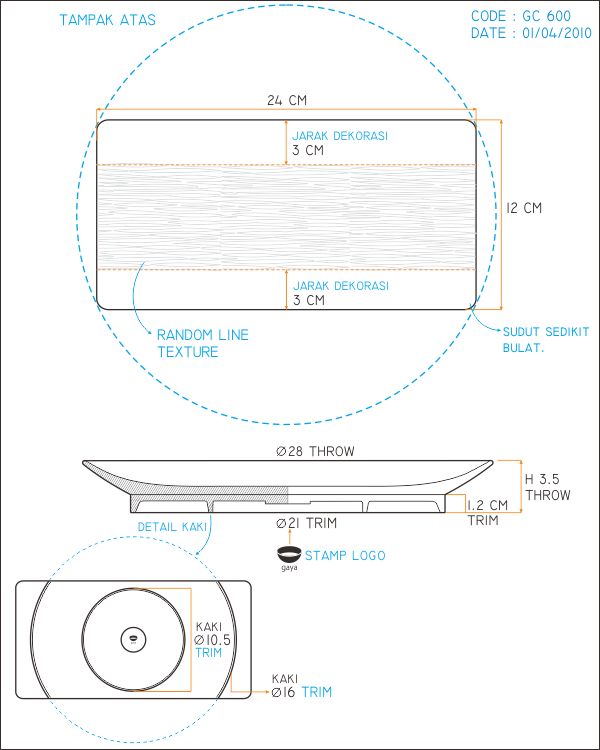 TAMPAK ATAS
CODE : GC 600
DATE : 01/04/2010
24 CM
JARAK DEKORASI
3 CM
12 CM
JARAK DEKORASI
3 CM
RANDOM LINE
TEXTURE
SUDUT SEDIKIT
BULAT.
Ø28 THROW
H 3.5
THROW
1.2 CM
TRIM
Ø21 TRIM
DETAIL KAKI
STAMP LOGO
gaya
KAKI
Ø10.5
TRIM
KAKI
Ø16 TRIM